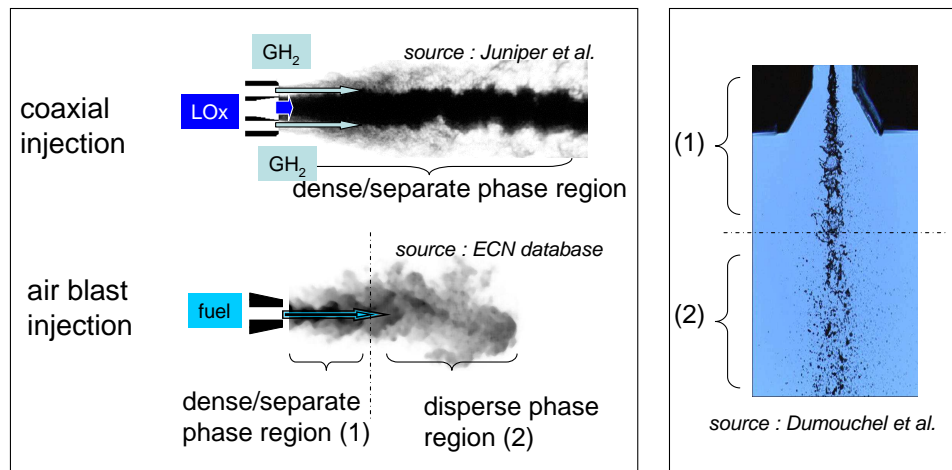 GH₂
source : Juniper et al.
coaxial
injection
LOx
GH₂
dense/separate phase region
source : ECN database
air blast
injection
fuel
dense/separate
phase region (1)
disperse phase
region (2)
(1)
(2)
source : Dumouchel et al.